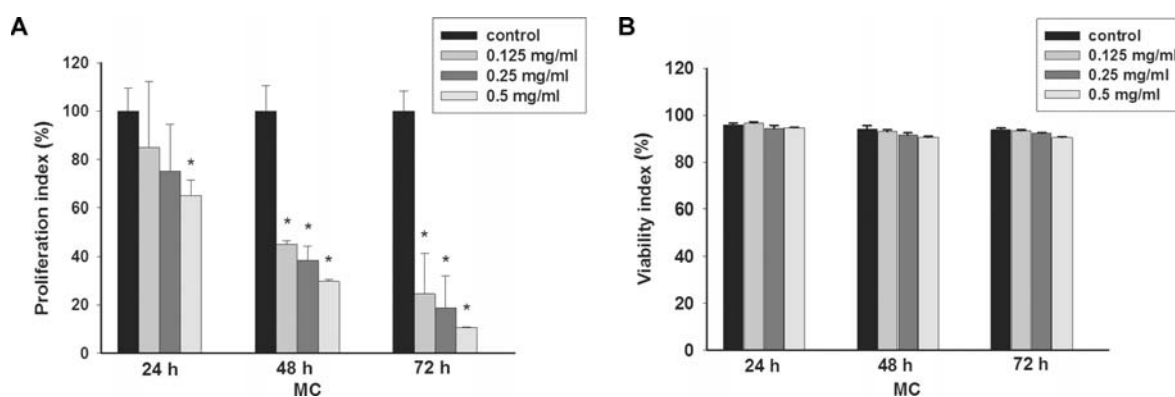 A
control
0.125 mg/ml
0.25 mg/ml
0.5 mg/ml
120
100
80
60
40
20
0
Proliferation index (%)
*
* * *
* * *
24 h 48 h 72 h
MC
B
control
0.125 mg/ml
0.25 mg/ml
0.5 mg/ml
120
100
80
60
40
20
0
Viability index (%)
24 h 48 h 72 h
MC